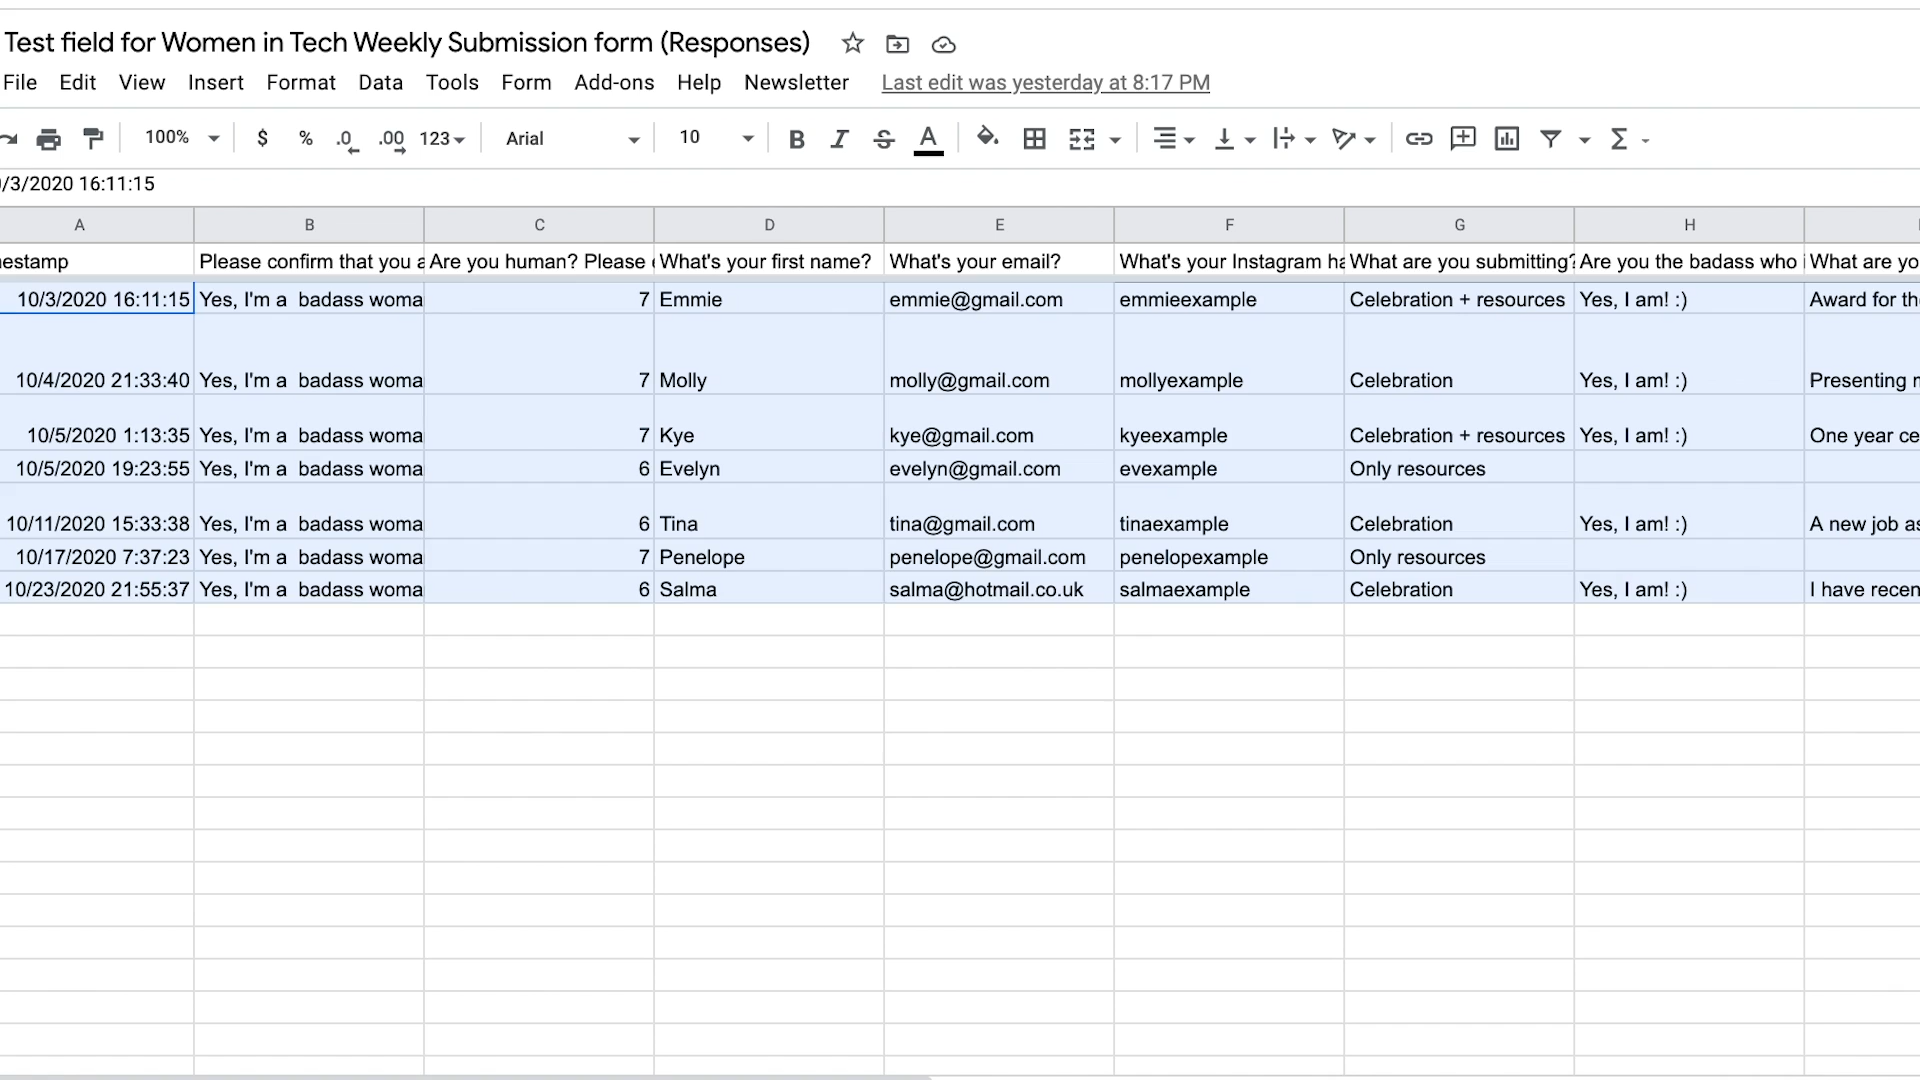 Test field for Women in Tech Weekly Submission form (Responses)
File Edit View Insert Format Data Tools Form Add-ons Help Newsletter Last edit was yesterday at 8:17 PM
100% $ % .0 .00 123 Arial 10 B I S A Σ
/3/2020 16:11:15
A B C D E F G H
estamp Please confirm that you a Are you human? Please What's your first name? What's your email? What's your Instagram ha What are you submitting? Are you the badass who What are yo
10/3/2020 16:11:15 Yes, I'm a badass woma 7 Emmie emmie@gmail.com emmieexample Celebration + resources Yes, I am! :) Award for th
10/4/2020 21:33:40 Yes, I'm a badass woma 7 Molly molly@gmail.com mollyexample Celebration Yes, I am! :) Presenting
10/5/2020 1:13:35 Yes, I'm a badass woma 7 Kye kye@gmail.com kyeexample Celebration + resources Yes, I am! :) One year ce
10/5/2020 19:23:55 Yes, I'm a badass woma 6 Evelyn evelyn@gmail.com evexample Only resources
10/11/2020 15:33:38 Yes, I'm a badass woma 6 Tina tina@gmail.com tinaexample Celebration Yes, I am! :) A new job as
10/17/2020 7:37:23 Yes, I'm a badass woma 7 Penelope penelope@gmail.com penelopexample Only resources
10/23/2020 21:55:37 Yes, I'm a badass woma 6 Salma salma@hotmail.co.uk salmaexample Celebration Yes, I am! :) I have recen